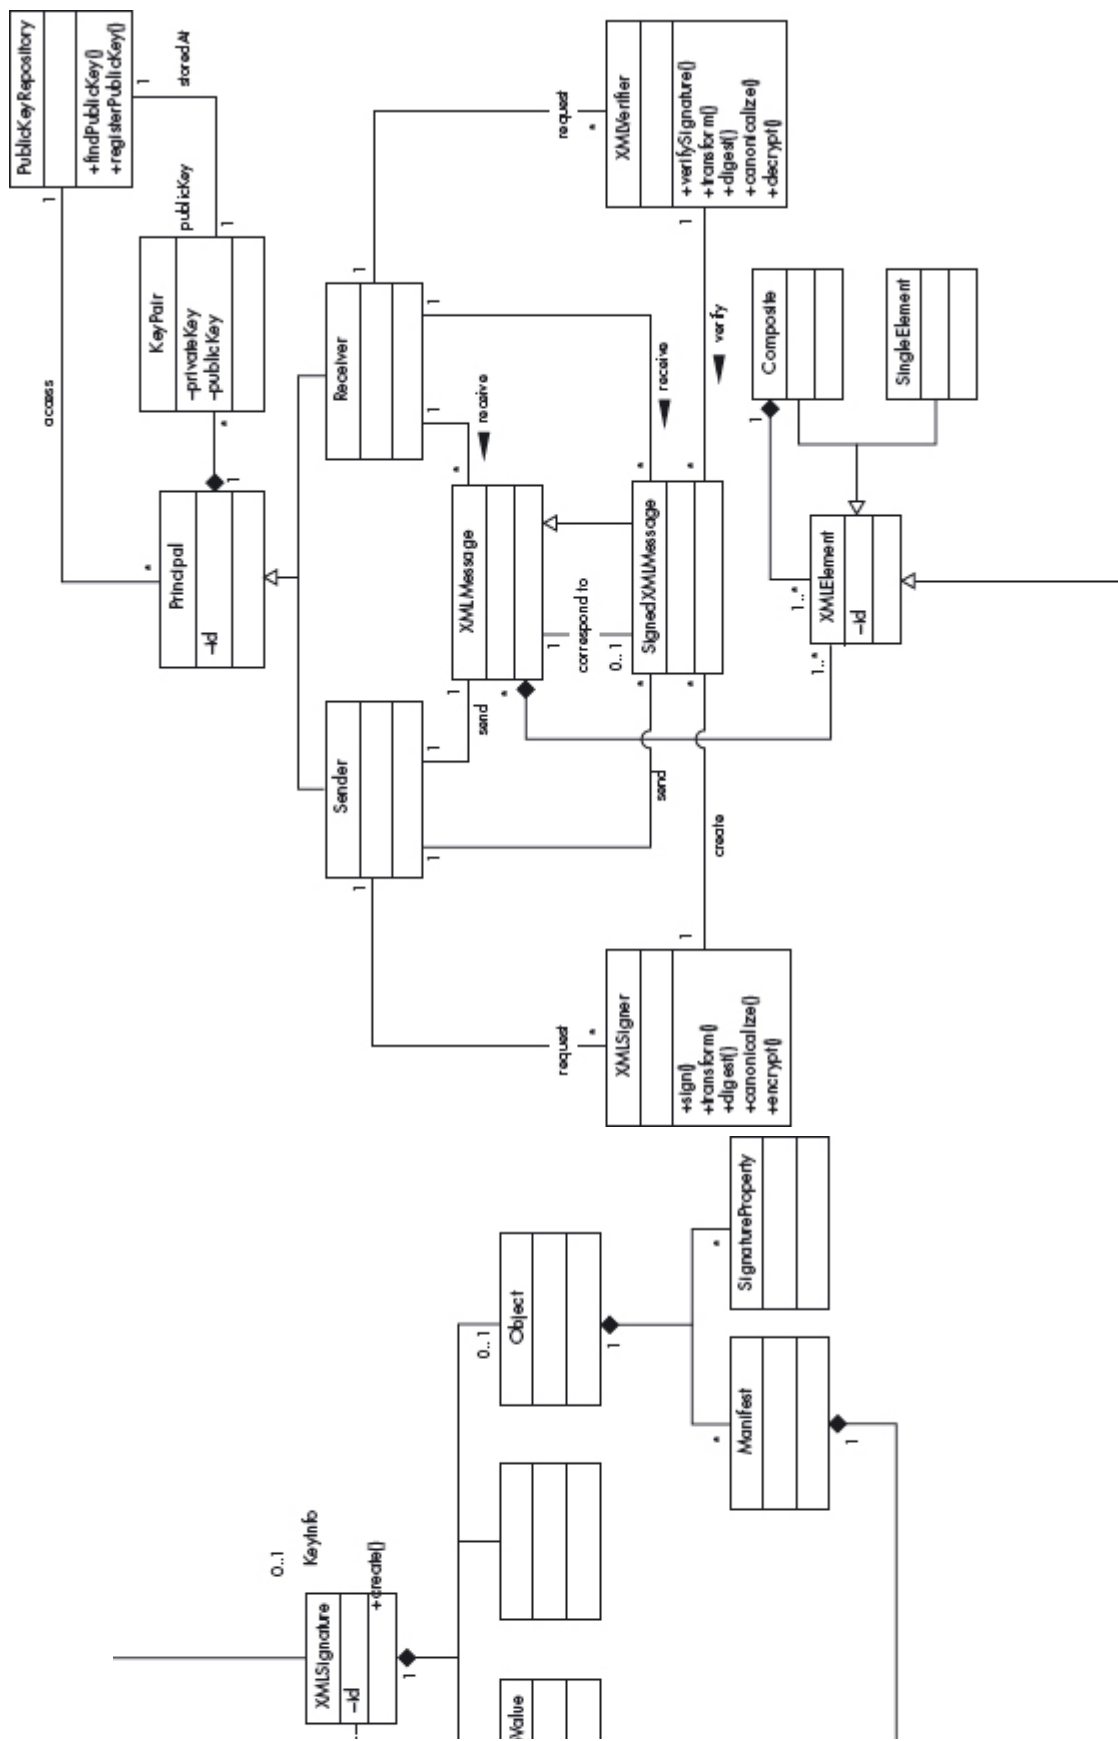 PublicKeyRepository
+findPublicKey()
+registerPublicKey()
1
storedAt
1
access
publicKey
1
KeyPair
–privateKey
–publicKey
*
1
*
Principal
–id
request
*
XMLVerifier
+verifySignature()
+transform()
+digest()
+canonicalize()
+decrypt()
1
1
Receiver
1
1
receive
receive
verify
*
*
*
Composite
1
SingleElement
XMLMessage
1
*
correspond to
1
0..1
SignedXMLMessage
*
*
1..*
XMLElement
–id
1..*
send
Sender
1
1
1
send
create
1
request
*
XMLSigner
+sign()
+transform()
+digest()
+canonicalize()
+encrypt()
SignatureProperty
*
Object
0..1
1
Manifest
*
1
0..1
KeyInfo
XMLSignature
–id
+create()
1
Value